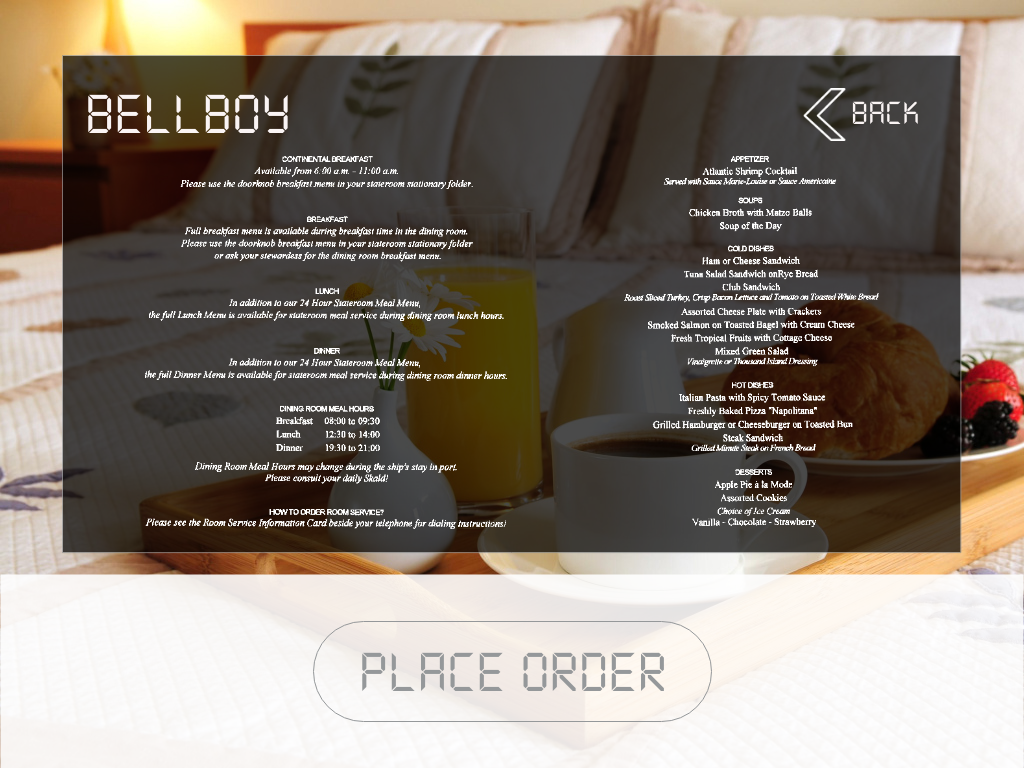 BELLBOY
BACK
CONTINENTAL BREAKFAST
Available from 6:00 a.m. - 11:00 a.m.
Please use the doorknob breakfast menu in your stateroom stationary folder.
BREAKFAST
Full breakfast menu is available during breakfast time in the dining room.
Please use the doorknob breakfast menu in your stateroom stationary folder
or ask your stewardess for the dining room breakfast menu.
LUNCH
In addition to our 24 Hour Stateroom Meal Menu,
the full Lunch Menu is available for stateroom meal service during dining room lunch hours.
DINNER
In addition to our 24 Hour Stateroom Meal Menu,
the full Dinner Menu is available for stateroom meal service during dining room dinner hours.
DINING ROOM MEAL HOURS
Breakfast 08:00 to 09:30
Lunch 12:30 to 14:00
Dinner 19:30 to 21:00
Dining Room Meal Hours may change during the ship's stay in port.
Please consult your daily Skald!
HOW TO ORDER ROOM SERVICE?
Please see the Room Service Information Card beside your telephone for dialing instructions!
APPETIZER
Atlantic Shrimp Cocktail
Served with Sauce Marie-Louise or Sauce Americaine
SOUPS
Chicken Broth with Matzo Balls
Soup of the Day
COLD DISHES
Ham or Cheese Sandwich
Tuna Salad Sandwich onRye Bread
Club Sandwich
Roast Sliced Turkey, Crisp Bacon Lettuce and Tomato on Toasted White Bread
Assorted Cheese Plate with Crackers
Smoked Salmon on Toasted Bagel with Cream Cheese
Fresh Tropical Fruits with Cottage Cheese
Mixed Green Salad
Vinaigrette or Thousand Island Dressing
HOT DISHES
Italian Pasta with Spicy Tomato Sauce
Freshly Baked Pizza "Napolitana"
Grilled Hamburger or Cheeseburger on Toasted Bun
Steak Sandwich
Grilled Minute Steak on French Bread
DESSERTS
Apple Pie à la Mode
Assorted Cookies
Choice of Ice Cream
Vanilla - Chocolate - Strawberry
PLACE ORDER